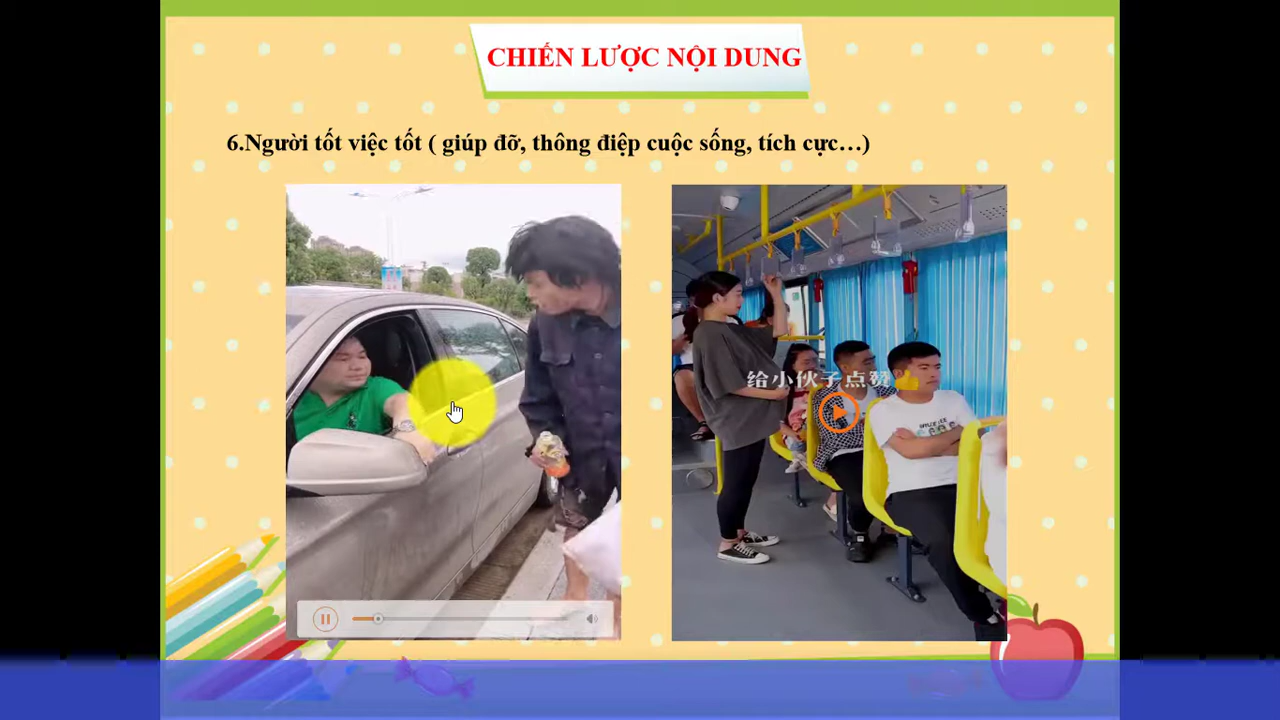 CHIẾN LƯỢC NỘI DUNG
6.Người tốt việc tốt ( giúp đỡ, thông điệp cuộc sống, tích cực…)
给小伙子点赞